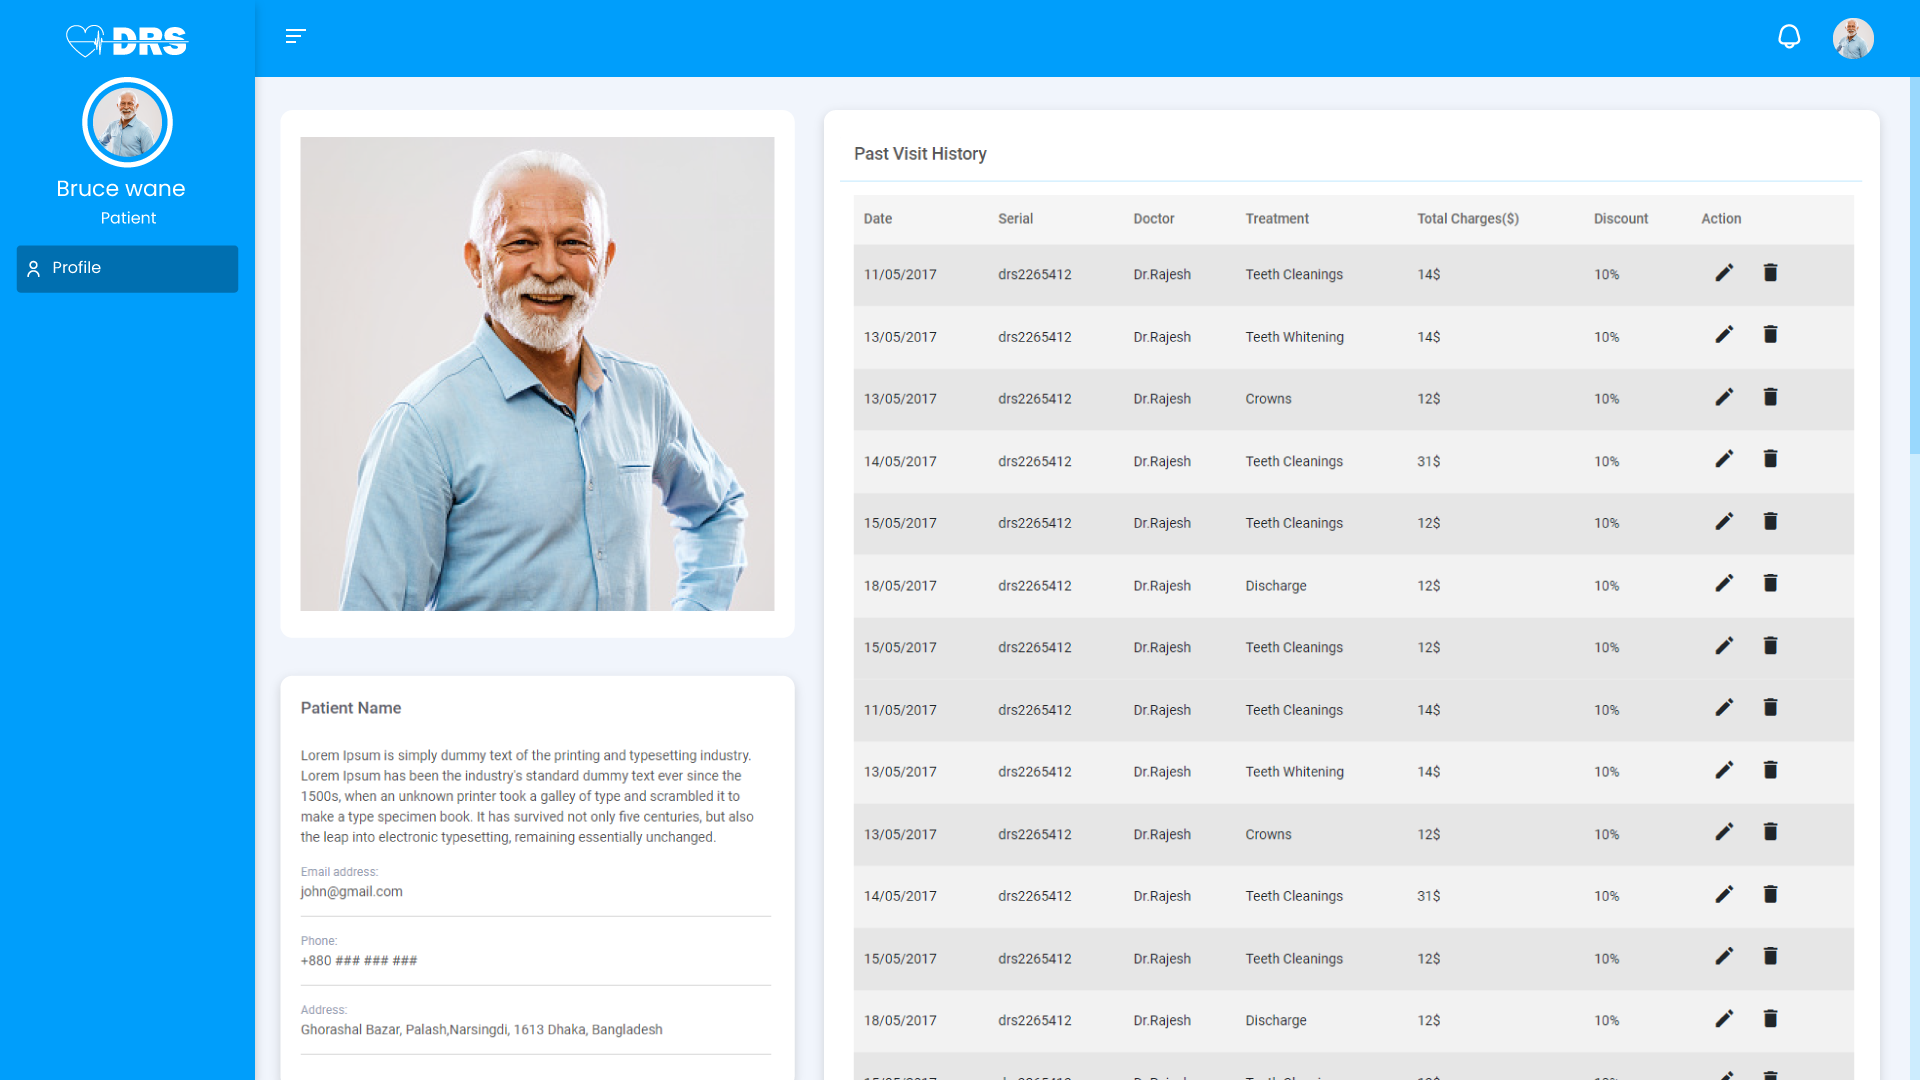 DRS
Bruce wane
Patient
Profile
Patient Name
Lorem Ipsum is simply dummy text of the printing and typesetting industry.
Lorem Ipsum has been the industry's standard dummy text ever since the
1500s, when an unknown printer took a galley of type and scrambled it to
make a type specimen book. It has survived not only five centuries, but also
the leap into electronic typesetting, remaining essentially unchanged.
Email address:
john@gmail.com
Phone:
+880 ### ### ###
Address:
Ghorashal Bazar, Palash,Narsingdi, 1613 Dhaka, Bangladesh
Past Visit History
Date Serial Doctor Treatment Total Charges($) Discount Action
11/05/2017 drs2265412 Dr.Rajesh Teeth Cleanings 14$ 10%
13/05/2017 drs2265412 Dr.Rajesh Teeth Whitening 14$ 10%
13/05/2017 drs2265412 Dr.Rajesh Crowns 12$ 10%
14/05/2017 drs2265412 Dr.Rajesh Teeth Cleanings 31$ 10%
15/05/2017 drs2265412 Dr.Rajesh Teeth Cleanings 12$ 10%
18/05/2017 drs2265412 Dr.Rajesh Discharge 12$ 10%
15/05/2017 drs2265412 Dr.Rajesh Teeth Cleanings 12$ 10%
11/05/2017 drs2265412 Dr.Rajesh Teeth Cleanings 14$ 10%
13/05/2017 drs2265412 Dr.Rajesh Teeth Whitening 14$ 10%
13/05/2017 drs2265412 Dr.Rajesh Crowns 12$ 10%
14/05/2017 drs2265412 Dr.Rajesh Teeth Cleanings 31$ 10%
15/05/2017 drs2265412 Dr.Rajesh Teeth Cleanings 12$ 10%
18/05/2017 drs2265412 Dr.Rajesh Discharge 12$ 10%